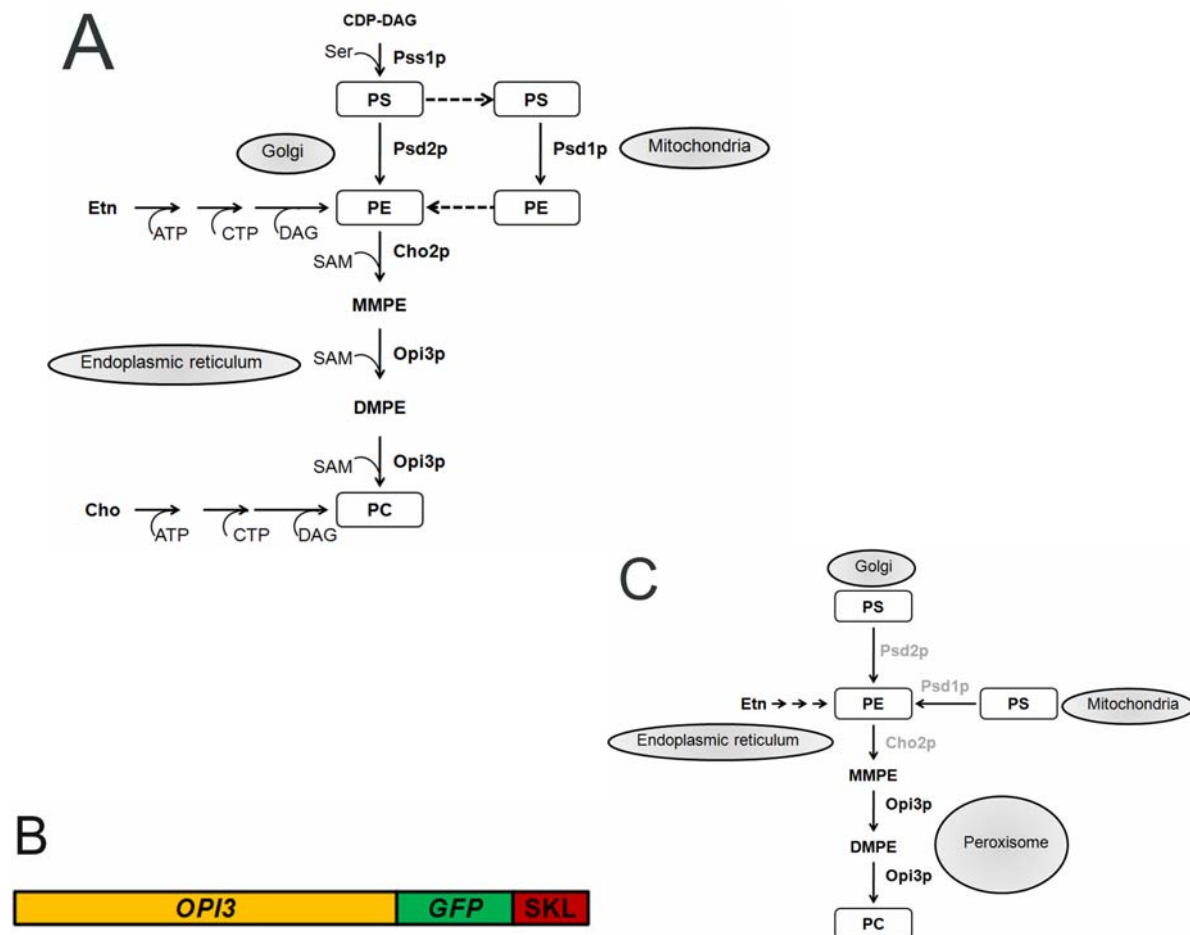 A
CDP-DAG
Ser
Pss1p
PS
PS
Golgi
Psd2p
Psd1p
Mitochondria
Etn
ATP
CTP
DAG
PE
PE
SAM
Cho2p
MMPE
Endoplasmic reticulum
SAM
Opi3p
DMPE
SAM
Opi3p
Cho
ATP
CTP
DAG
PC
B
OPI3
GFP
SKL
C
Golgi
PS
Psd2p
Etn
PE
Psd1p
PS
Mitochondria
Endoplasmic reticulum
Cho2p
MMPE
Opi3p
DMPE
Peroxisome
Opi3p
PC